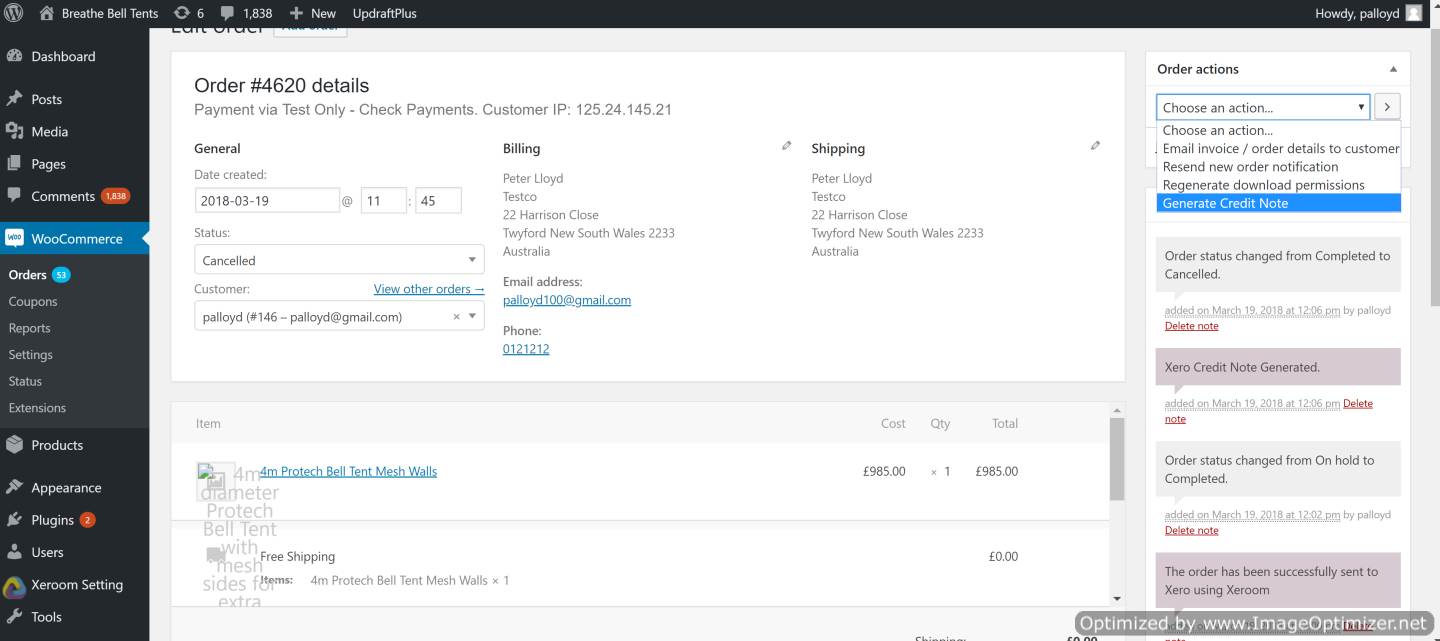 Breathe Bell Tents 6 1,838 New UpdraftPlus
Howdy, palloyd
Dashboard
Posts
Media
Pages
Comments 1,838
WooCommerce
Orders 53
Coupons
Reports
Settings
Status
Extensions
Products
Appearance
Plugins 2
Users
Xeroom Setting
Tools
Edit order Add order
Order #4620 details
Payment via Test Only - Check Payments. Customer IP: 125.24.145.21
General
Date created:
2018-03-19 @ 11 : 45
Status:
Cancelled
Customer: View other orders →
palloyd (#146 – palloyd@gmail.com) ×
Billing
Peter Lloyd
Testco
22 Harrison Close
Twyford New South Wales 2233
Australia
Email address:
palloyd100@gmail.com
Phone:
0121212
Shipping
Peter Lloyd
Testco
22 Harrison Close
Twyford New South Wales 2233
Australia
Item Cost Qty Total
4m Protech Bell Tent Mesh Walls £985.00 × 1 £985.00
4m
diameter
Protech
Bell Tent
with
mesh
sides for
extra
Free Shipping £0.00
Items: 4m Protech Bell Tent Mesh Walls × 1
Shipping: £0.00
Order actions
Choose an action...
Choose an action...
Email invoice / order details to customer
Resend new order notification
Regenerate download permissions
Generate Credit Note
Order status changed from Completed to
Cancelled.
added on March 19, 2018 at 12:06 pm by palloyd
Delete note
Xero Credit Note Generated.
added on March 19, 2018 at 12:06 pm Delete
note
Order status changed from On hold to
Completed.
added on March 19, 2018 at 12:02 pm by palloyd
Delete note
The order has been successfully sent to
Xero using Xeroom
Optimized by www.ImageOptimizer.net